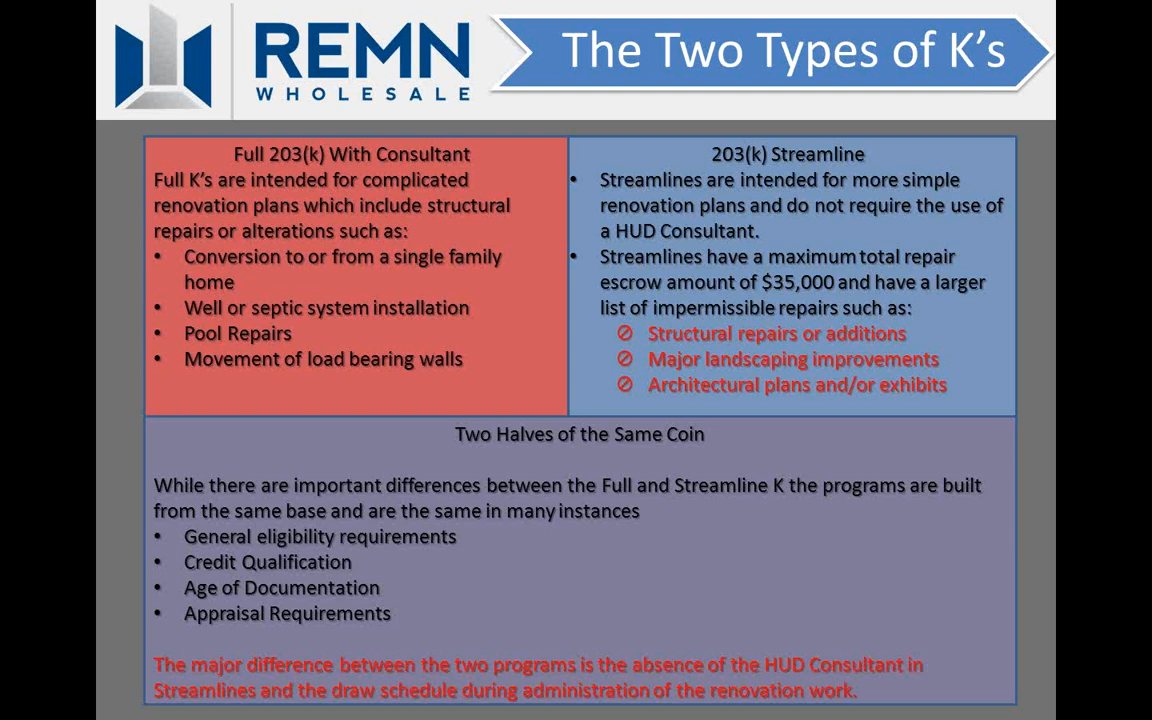 REMN
WHOLESALE
The Two Types of K's
Full 203(k) With Consultant
Full K's are intended for complicated
renovation plans which include structural
repairs or alterations such as:
• Conversion to or from a single family
home
• Well or septic system installation
• Pool Repairs
• Movement of load bearing walls
203(k) Streamline
• Streamlines are intended for more simple
renovation plans and do not require the use of
a HUD Consultant.
• Streamlines have a maximum total repair
escrow amount of $35,000 and have a larger
list of impermissible repairs such as:
Structural repairs or additions
Major landscaping improvements
Architectural plans and/or exhibits
Two Halves of the Same Coin
While there are important differences between the Full and Streamline K the programs are built
from the same base and are the same in many instances
• General eligibility requirements
• Credit Qualification
• Age of Documentation
• Appraisal Requirements
The major difference between the two programs is the absence of the HUD Consultant in
Streamlines and the draw schedule during administration of the renovation work.